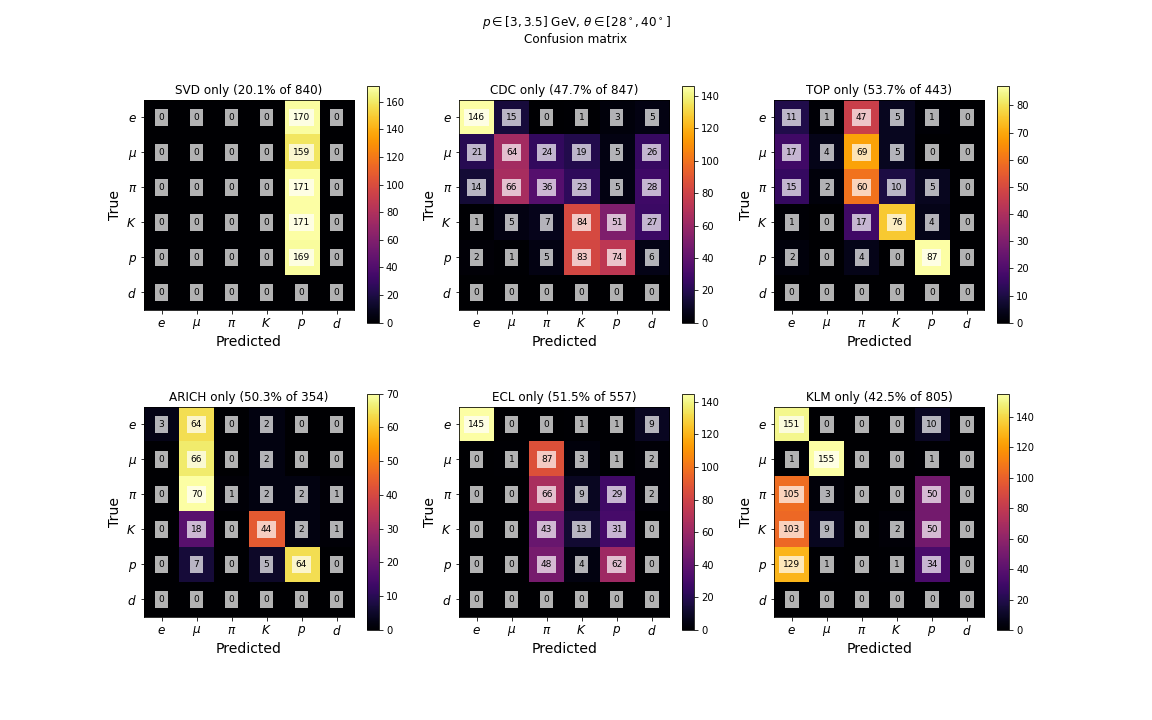 p ∈ [3, 3.5] GeV, θ ∈ [28°, 40°]
Confusion matrix
SVD only (20.1% of 840)
True
e 0 0 0 0 170 0
μ 0 0 0 0 159 0
π 0 0 0 0 171 0
K 0 0 0 0 171 0
p 0 0 0 0 169 0
d 0 0 0 0 0 0
e μ π K p d
Predicted
160
140
120
100
80
60
40
20
0
CDC only (47.7% of 847)
True
e 146 15 0 1 3 5
μ 21 64 24 19 5 26
π 14 66 36 23 5 28
K 1 5 7 84 51 27
p 2 1 5 83 74 6
d 0 0 0 0 0 0
e μ π K p d
Predicted
140
120
100
80
60
40
20
0
TOP only (53.7% of 443)
True
e 11 1 47 5 1 0
μ 17 4 69 5 0 0
π 15 2 60 10 5 0
K 1 0 17 76 4 0
p 2 0 4 0 87 0
d 0 0 0 0 0 0
e μ π K p d
Predicted
80
70
60
50
40
30
20
10
0
ARICH only (50.3% of 354)
True
e 3 64 0 2 0 0
μ 0 66 0 2 0 0
π 0 70 1 2 2 1
K 0 18 0 44 2 1
p 0 7 0 5 64 0
d 0 0 0 0 0 0
e μ π K p d
Predicted
70
60
50
40
30
20
10
0
ECL only (51.5% of 557)
True
e 145 0 0 1 1 9
μ 0 1 87 3 1 2
π 0 0 66 9 29 2
K 0 0 43 13 31 0
p 0 0 48 4 62 0
d 0 0 0 0 0 0
e μ π K p d
Predicted
140
120
100
80
60
40
20
0
KLM only (42.5% of 805)
True
e 151 0 0 0 10 0
μ 1 155 0 0 1 0
π 105 3 0 0 50 0
K 103 9 0 2 50 0
p 129 1 0 1 34 0
d 0 0 0 0 0 0
e μ π K p d
Predicted
140
120
100
80
60
40
20
0